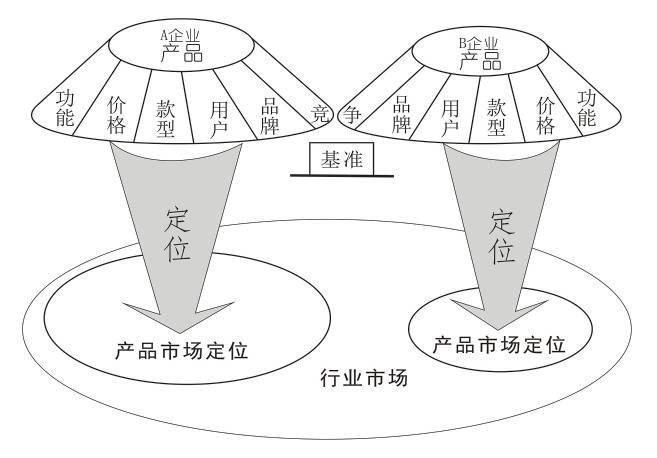 A企业
产品
B企业
产品
功能
价格
款型
用户
品牌
竞
争
品牌
用户
款型
价格
功能
基准
定位
定位
产品市场定位
产品市场定位
行业市场